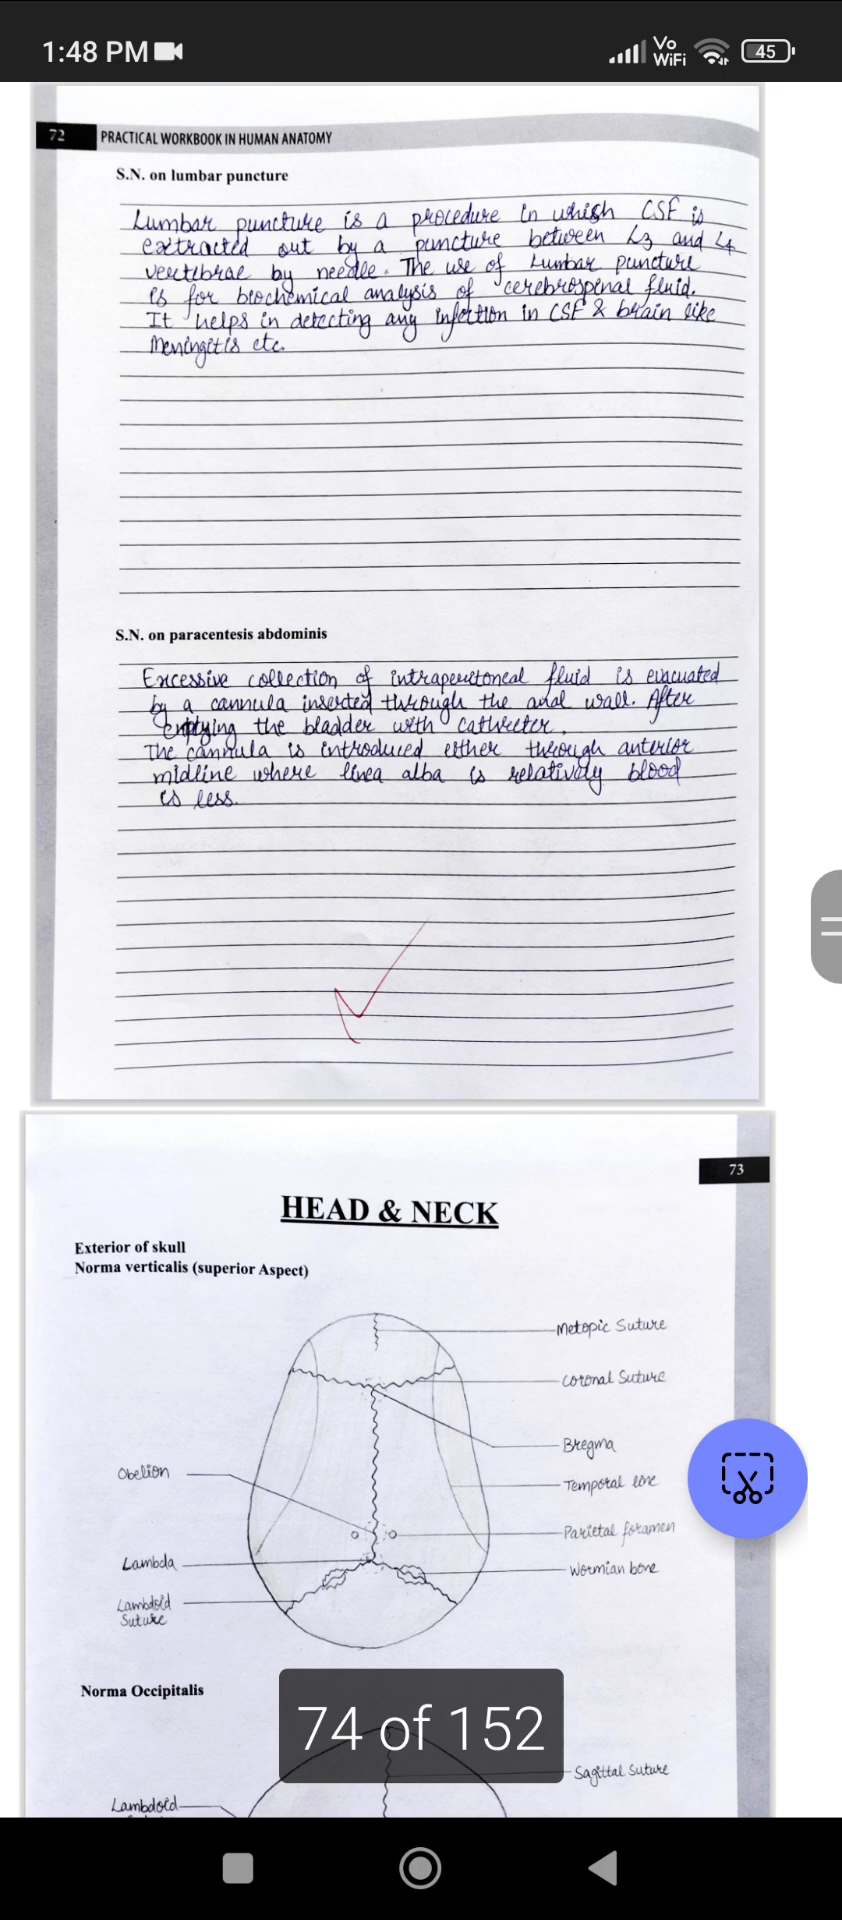 1:48 PM
Vo WiFi
45
72 PRACTICAL WORKBOOK IN HUMAN ANATOMY
S.N. on lumbar puncture
Lumbar puncture is a procedure in which CSF is
extracted out by a puncture between L3 and L4
vertibrae by needle. The use of Lumbar puncture
is for biochemical analysis of cerebrospinal fluid.
It helps in detecting any infection in CSF & brain like
Meningitis etc.
S.N. on paracentesis abdominis
Excessive collection of intraperitoneal fluid is evacuated
by a cannula inserted through the wall. After
emptying the bladder with catheter.
The cannula is introduced either through anterior
midline where linea alba is relatively blood
is less.
73
HEAD & NECK
Exterior of skull
Norma verticalis (superior Aspect)
Metopic Suture
coronal Suture
Bregma
Obelion
Temporal line
Parietal foramen
Lambda
Wormian bone
Lambdoid
Suture
Norma Occipitalis
74 of 152
Sagittal Suture
Lambdoid